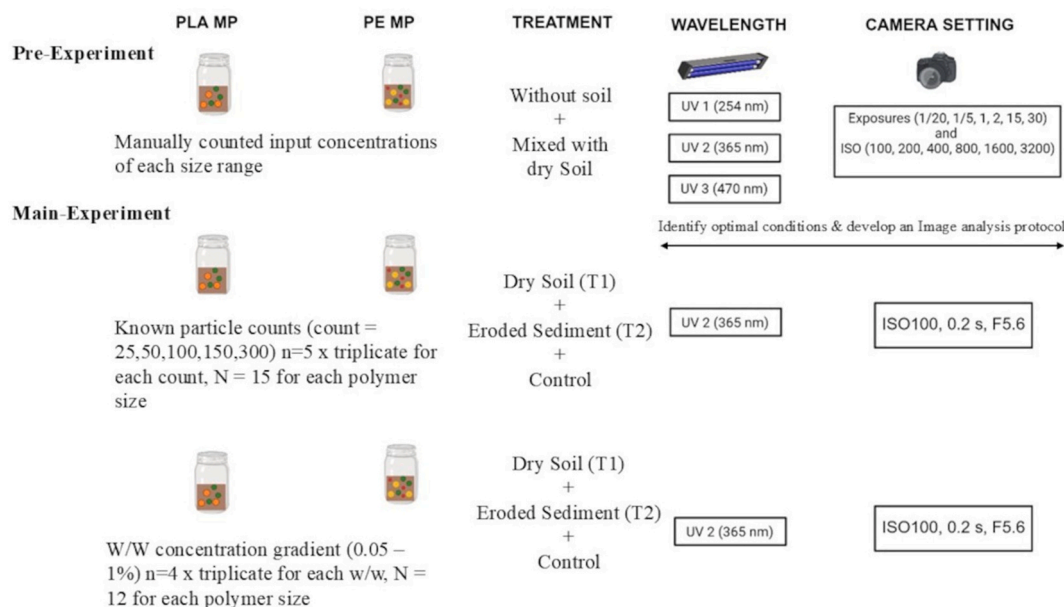 PLA MP
PE MP
TREATMENT
WAVELENGTH
CAMERA SETTING
Pre-Experiment
Manually counted input concentrations
of each size range
Without soil
+
Mixed with
dry Soil
UV 1 (254 nm)
UV 2 (365 nm)
UV 3 (470 nm)
Exposures (1/20, 1/5, 1, 2, 15, 30)
and
ISO (100, 200, 400, 800, 1600, 3200)
Identify optimal conditions & develop an Image analysis protocol
Main-Experiment
Known particle counts (count =
25,50,100,150,300) n=5 x triplicate for
each count, N = 15 for each polymer
size
Dry Soil (T1)
+
Eroded Sediment (T2)
+
Control
UV 2 (365 nm)
ISO100, 0.2 s, F5.6
W/W concentration gradient (0.05 –
1%) n=4 x triplicate for each w/w, N =
12 for each polymer size
Dry Soil (T1)
+
Eroded Sediment (T2)
+
Control
UV 2 (365 nm)
ISO100, 0.2 s, F5.6